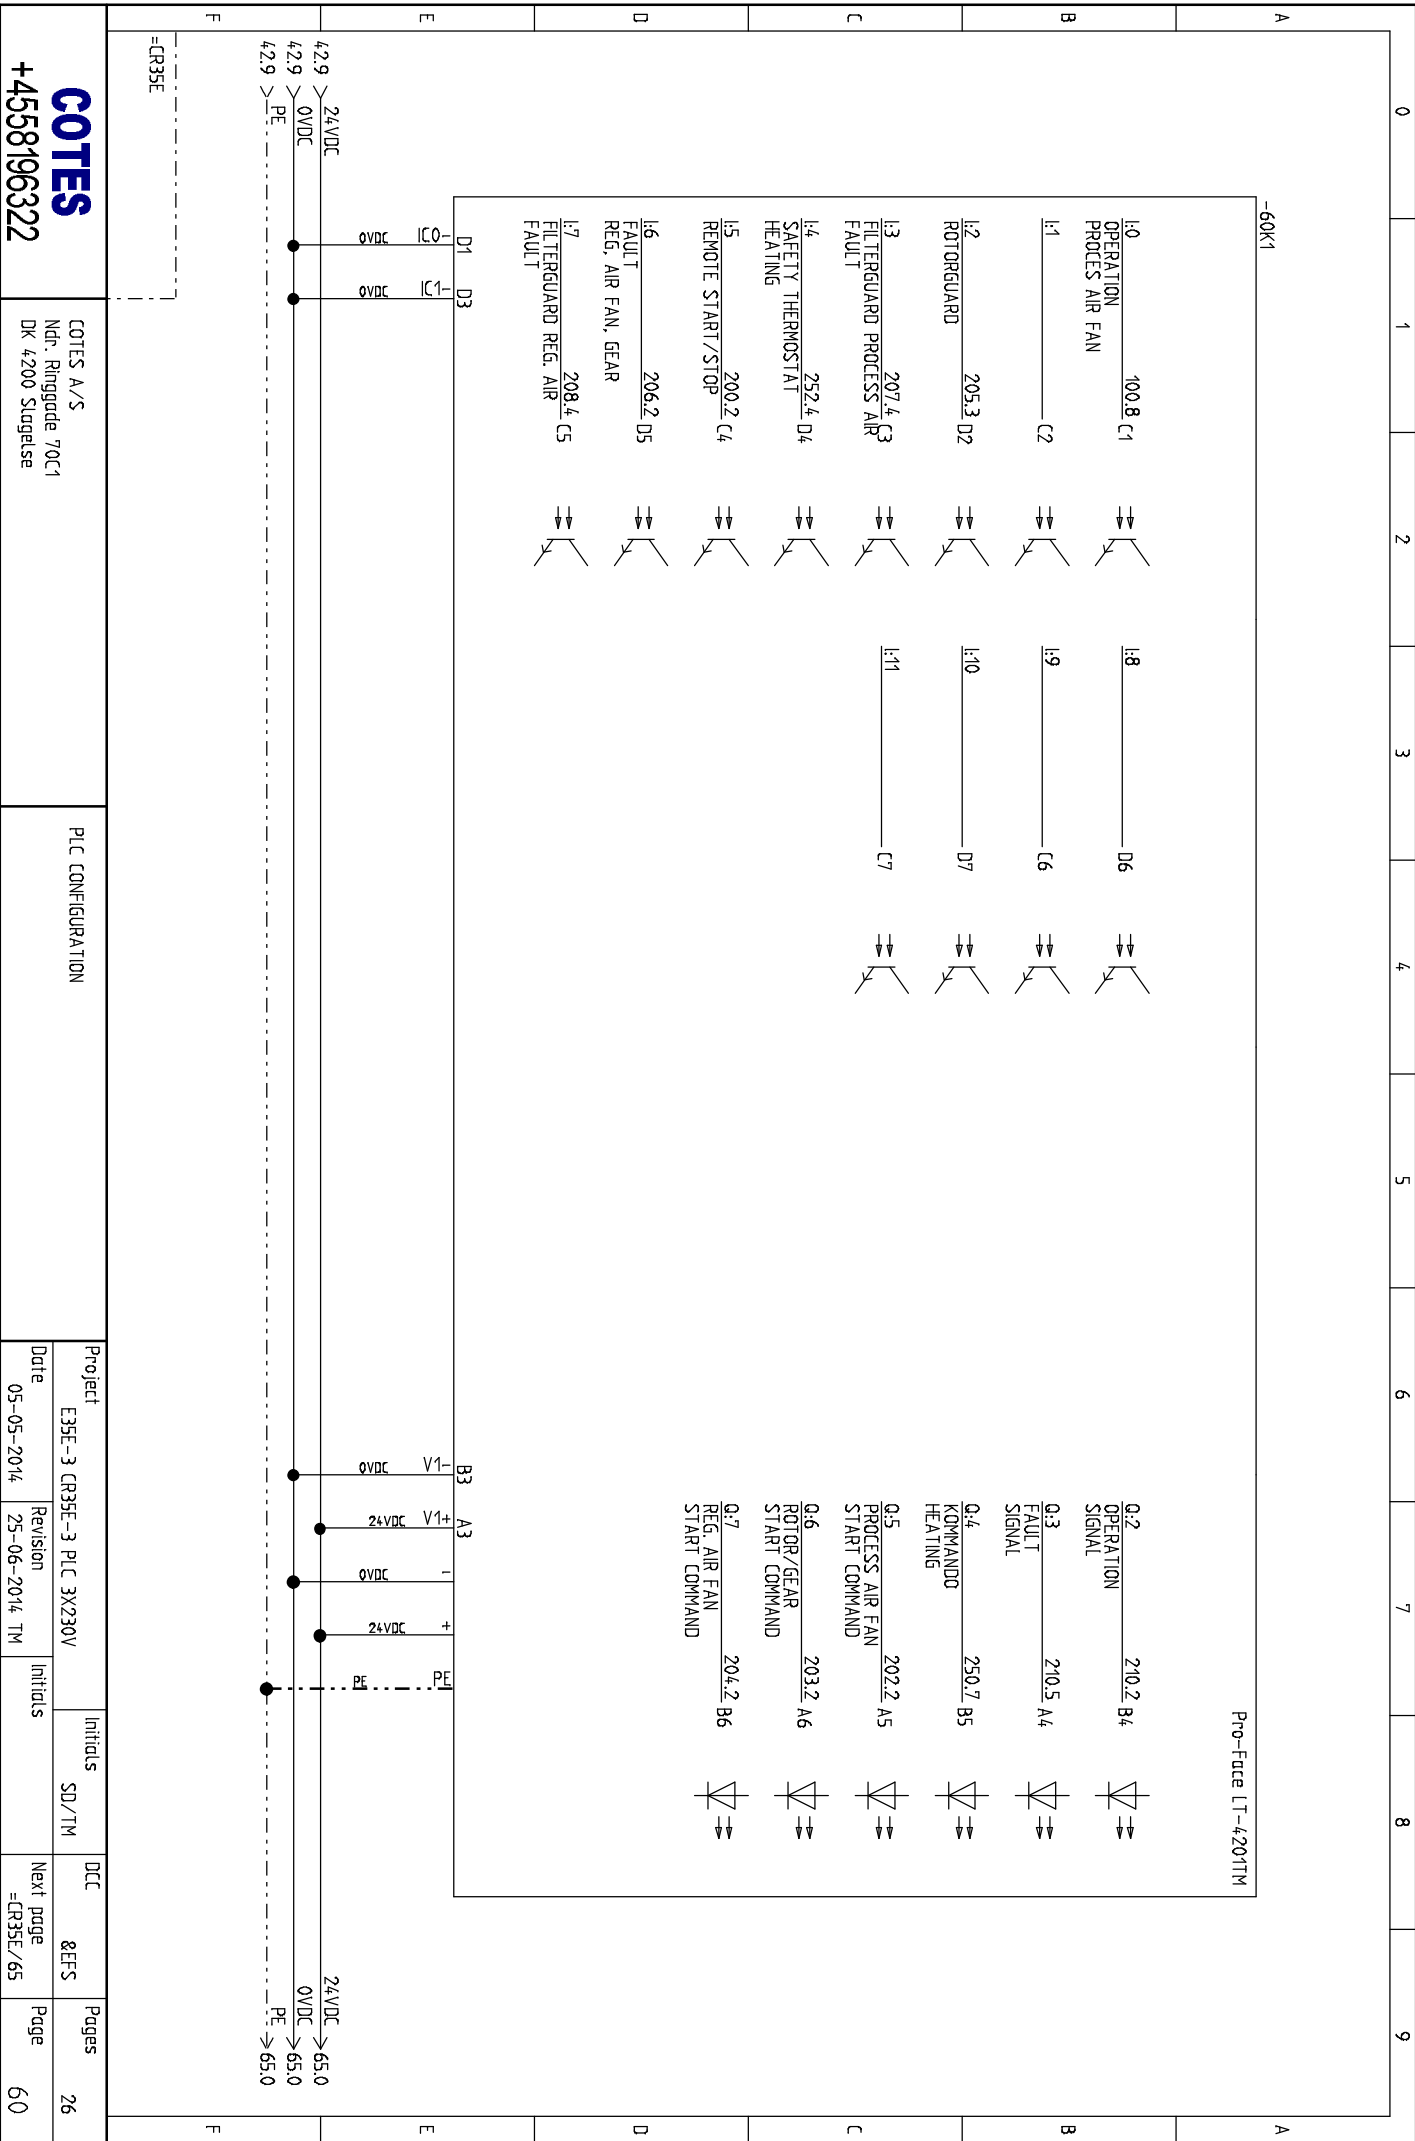 0 1 2 3 4 5 6 7 8 9
A
B
C
D
E
F
A
B
C
D
E
F
-60K1
Pro-Face LT-4201TM
I:0 100.8 C1
OPERATION
PROCES AIR FAN
I:1 C2
I:2 205.3 D2
ROTORGUARD
I:3 207.4 C3
FILTERGUARD PROCESS AIR
FAULT
I:4 252.4 D4
SAFETY THERMOSTAT
HEATING
I:5 200.2 C4
REMOTE START/STOP
I:6 206.2 D5
FAULT
REG. AIR FAN, GEAR
I:7 208.4 C5
FILTERGUARD REG. AIR
FAULT
I:8 D6
I:9 C6
I:10 D7
I:11 C7
Q:2 210.2 B4
OPERATION
SIGNAL
Q:3 210.5 A4
FAULT
SIGNAL
Q:4 250.7 B5
KOMMANDO
HEATING
Q:5 202.2 A5
PROCESS AIR FAN
START COMMAND
Q:6 203.2 A6
ROTOR/GEAR
START COMMAND
Q:7 204.2 B6
REG. AIR FAN
START COMMAND
D1 D3 B3 A3
IC0- IC1- V1- V1+ - + PE
0VDC 0VDC 0VDC 24VDC 0VDC 24VDC PE
42.9 24VDC 24VDC 65.0
42.9 0VDC 0VDC 65.0
42.9 PE PE 65.0
=CR35E
COTES
+4558196322
COTES A/S
Ndr. Ringgade 70C1
DK 4200 Slagelse
PLC CONFIGURATION
Project
E35E-3 CR35E-3 PLC 3X230V
Initials
SD/TM
DCC
&EFS
Pages
26
Date
05-05-2014
Revision
25-06-2014 TM
Initials
Next page
=CR35E/65
Page
60